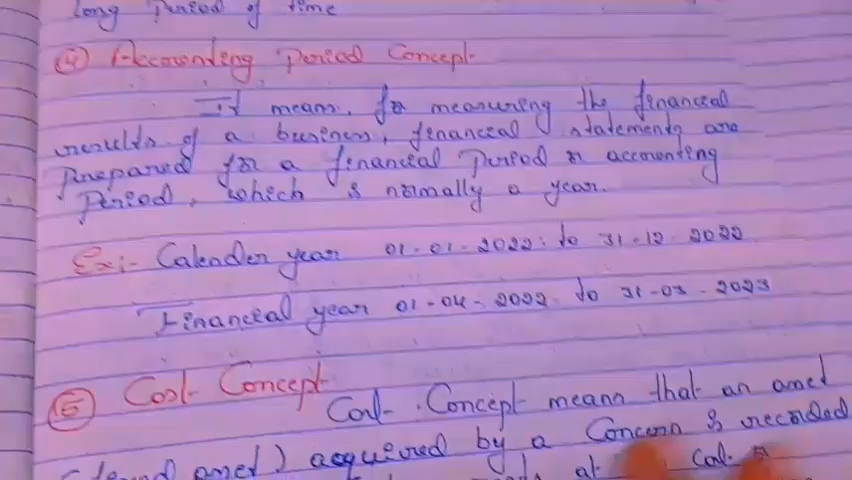 long Period of time
(4) Accounting Period Concept
It means, for measuring the financial
results of a business, financial statements are
prepared for a financial Period or accounting
Period, which is normally a year.
Ex:- Calender year 01-01-2022 to 31-12-2022
Financial year 01-04-2022 to 31-03-2023
(5) Cost Concept
Cost Concept means that an asset
asset) acquired by a Concern is recorded
at cost